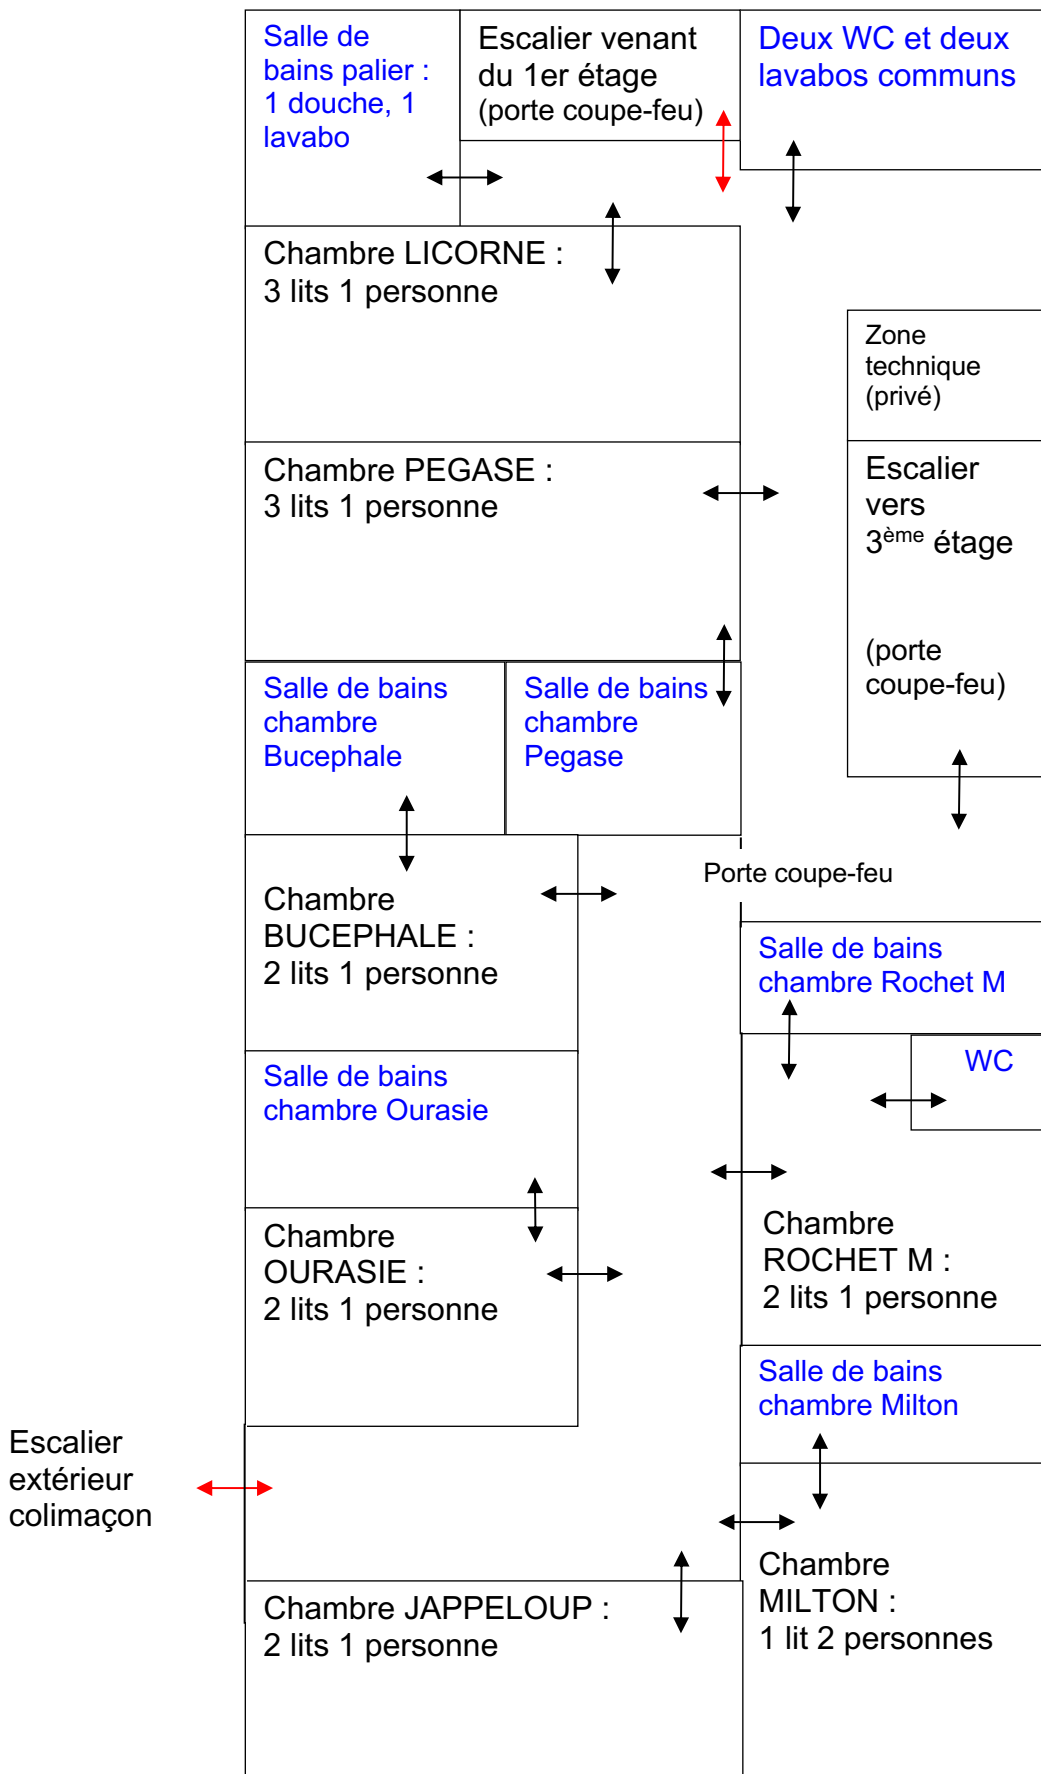 Salle de
bains palier :
1 douche, 1
lavabo
Escalier venant
du 1er étage
(porte coupe-feu)
Deux WC et deux
lavabos communs
Chambre LICORNE :
3 lits 1 personne
Zone
technique
(privé)
Chambre PEGASE :
3 lits 1 personne
Escalier
vers
3ème étage
(porte
coupe-feu)
Salle de bains
chambre
Bucephale
Salle de bains
chambre
Pegase
Porte coupe-feu
Chambre
BUCEPHALE :
2 lits 1 personne
Salle de bains
chambre Rochet M
WC
Salle de bains
chambre Ourasie
Chambre
OURASIE :
2 lits 1 personne
Chambre
ROCHET M :
2 lits 1 personne
Salle de bains
chambre Milton
Escalier
extérieur
colimaçon
Chambre
MILTON :
1 lit 2 personnes
Chambre JAPPELOUP :
2 lits 1 personne